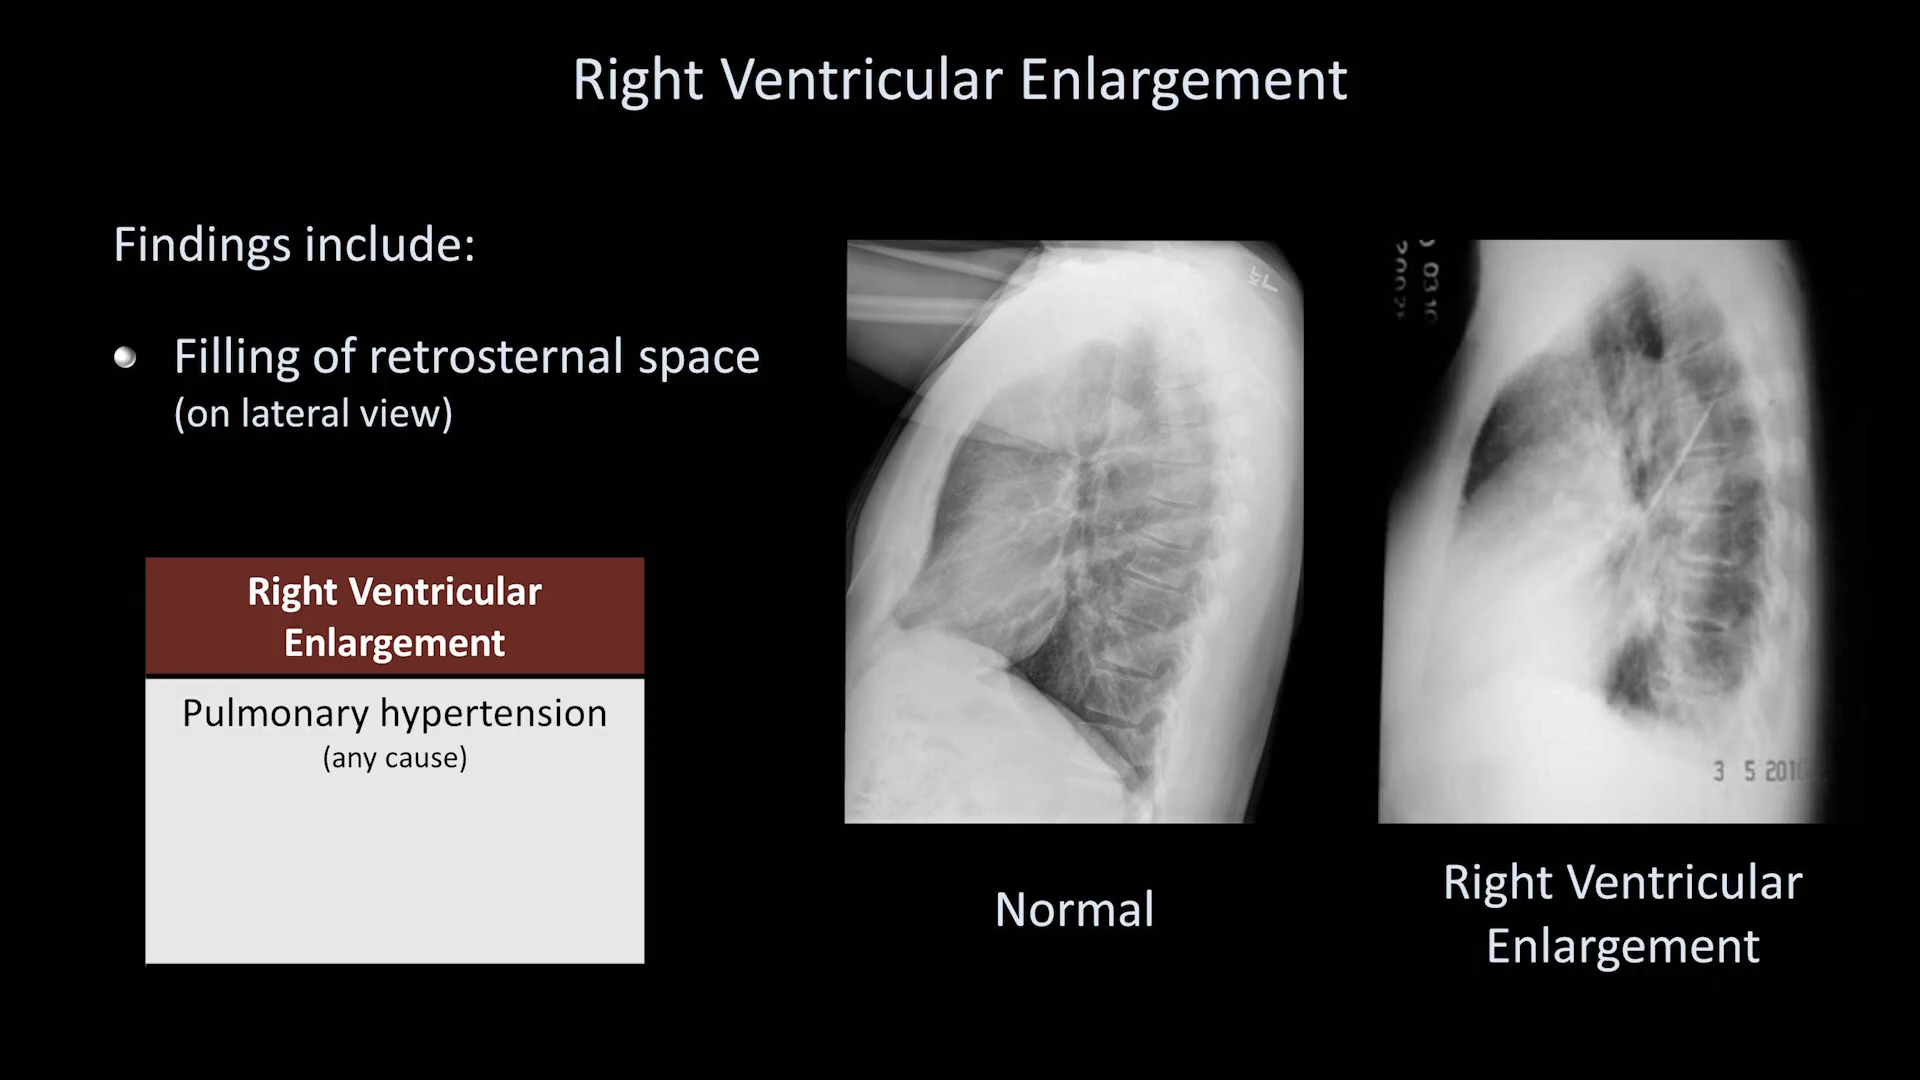 Right Ventricular Enlargement
Findings include:
Filling of retrosternal space
(on lateral view)
Right Ventricular
Enlargement
Pulmonary hypertension
(any cause)
3 5 2010
Normal
Right Ventricular
Enlargement